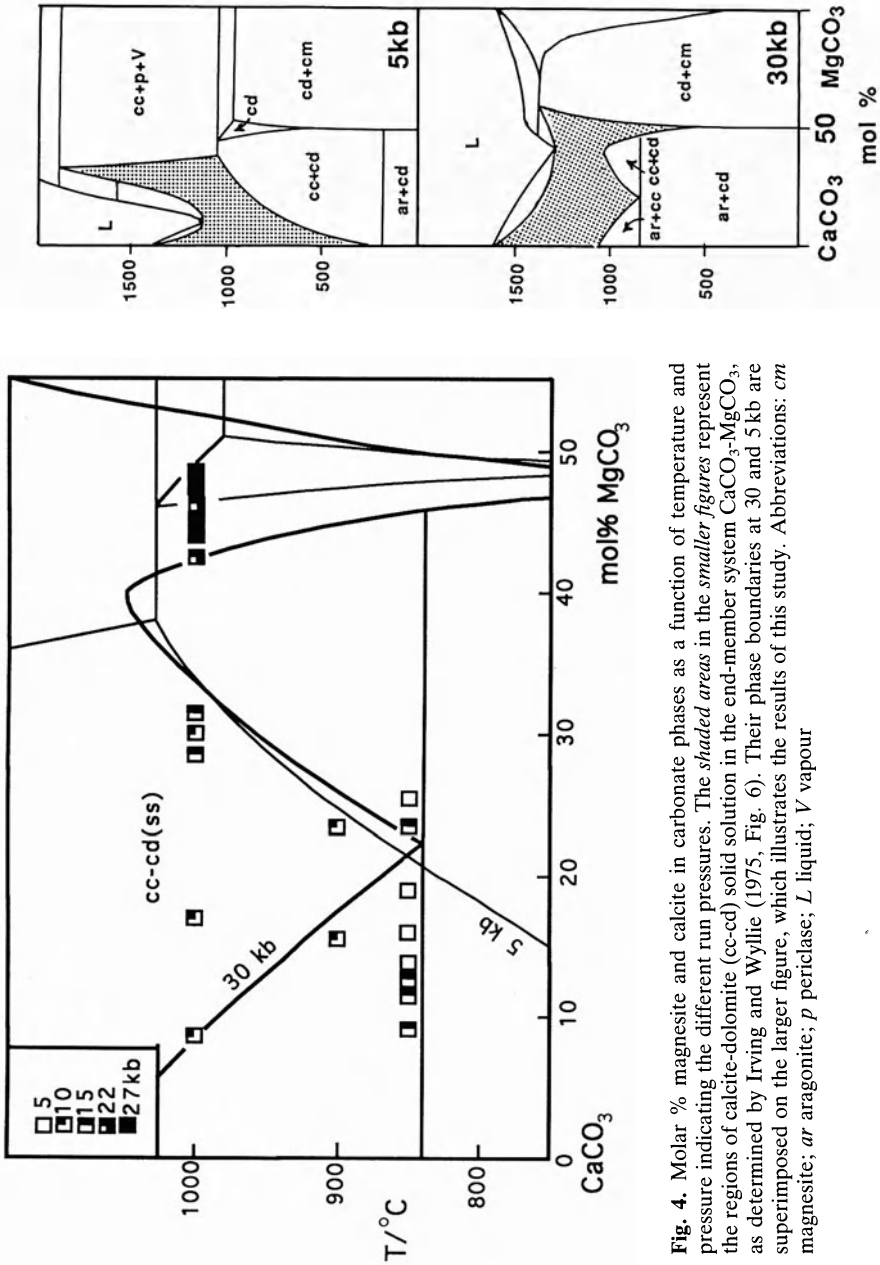 □ 5
10
15
22
27kb
cc-cd(ss)
30 kb
5 kb
T/°C
1000
900
800
0
10
20
30
40
50
CaCO₃
mol% MgCO₃
L
cc+p+V
cd
cc+cd
cd+cm
ar+cd
5kb
1500
1000
500
L
ar+cc
cc+cd
cd+cm
ar+cd
30kb
1500
1000
500
CaCO₃
50
MgCO₃
mol %
Fig. 4. Molar % magnesite and calcite in carbonate phases as a function of temperature and
pressure indicating the different run pressures. The shaded areas in the smaller figures represent
the regions of calcite-dolomite (cc-cd) solid solution in the end-member system CaCO₃-MgCO₃,
as determined by Irving and Wyllie (1975, Fig. 6). Their phase boundaries at 30 and 5 kb are
superimposed on the larger figure, which illustrates the results of this study. Abbreviations: cm
magnesite; ar aragonite; p periclase; L liquid; V vapour